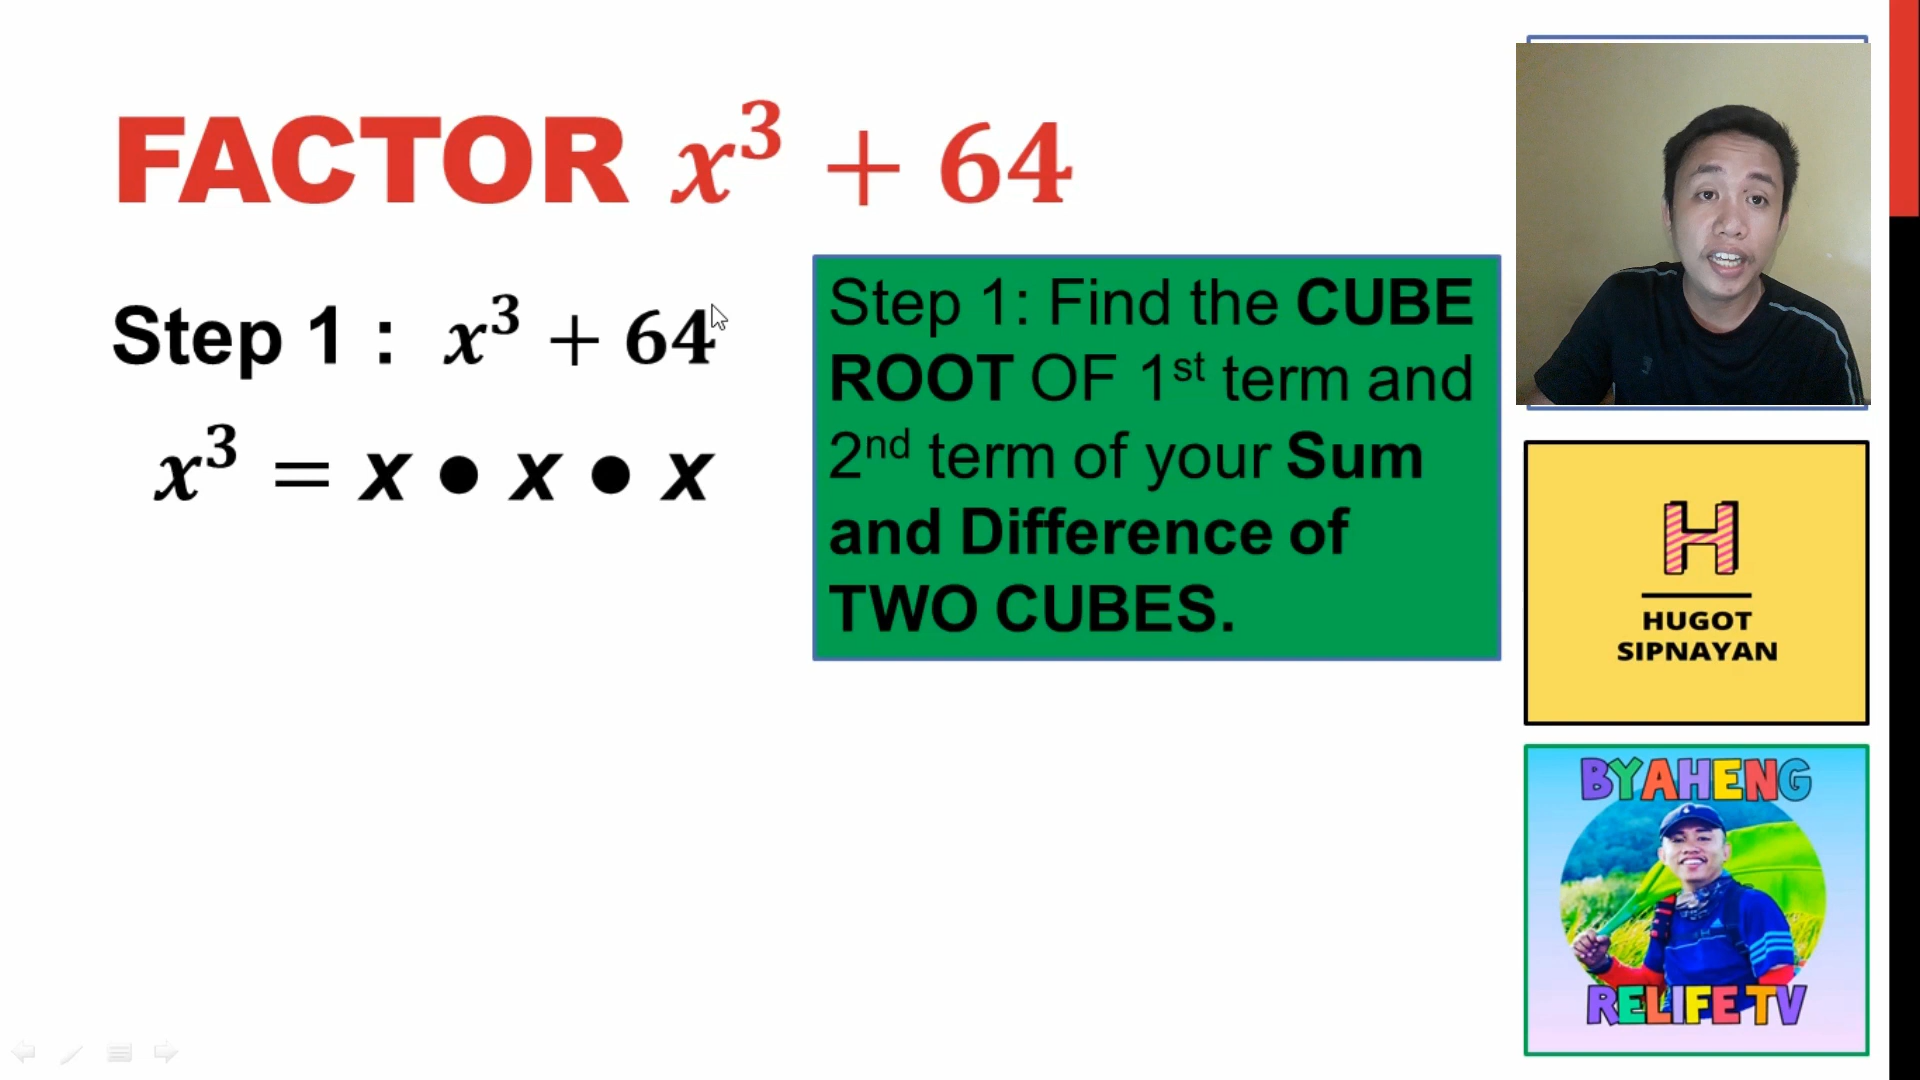 FACTOR x³ + 64
Step 1 : x³ + 64
x³ = x • x • x
Step 1: Find the CUBE
ROOT OF 1st term and
2nd term of your Sum
and Difference of
TWO CUBES.
H
HUGOT
SIPNAYAN
BYAHENG
RELIFE TV